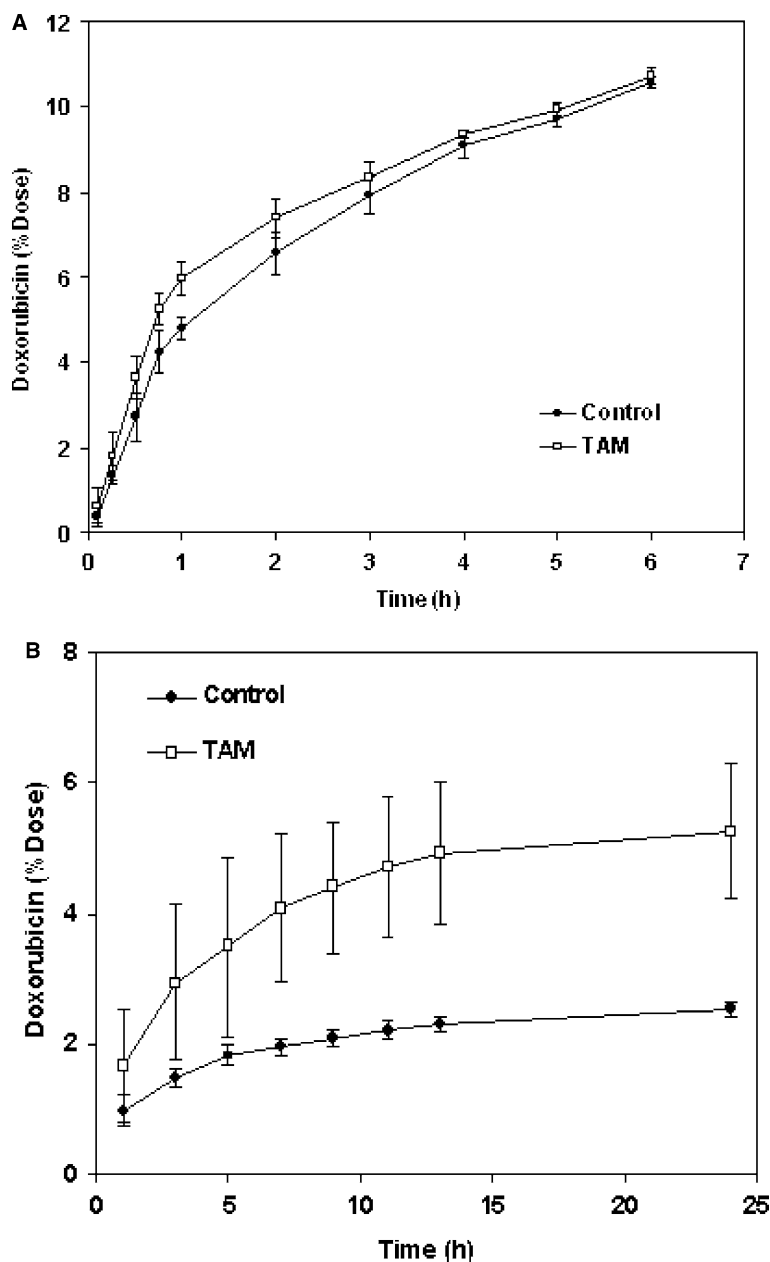 A
12
10
8
6
4
2
0
Doxorubicin (% Dose)
Control
TAM
0 1 2 3 4 5 6 7
Time (h)
B
8
6
4
2
0
Doxorubicin (% Dose)
Control
TAM
0 5 10 15 20 25
Time (h)